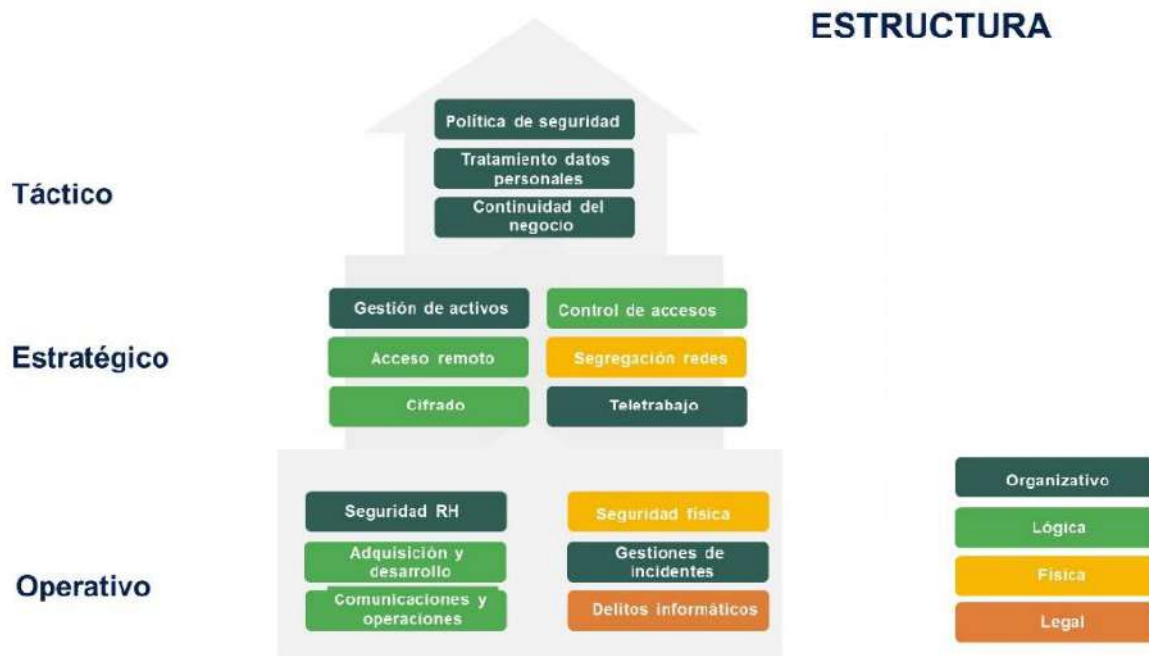 ESTRUCTURA
Táctico
Política de seguridad
Tratamiento datos
personales
Continuidad del
negocio
Estratégico
Gestión de activos
Control de accesos
Acceso remoto
Segregación redes
Cifrado
Teletrabajo
Operativo
Seguridad RH
Seguridad física
Adquisición y
desarrollo
Gestiones de
incidentes
Comunicaciones y
operaciones
Delitos informáticos
Organizativo
Lógica
Física
Legal